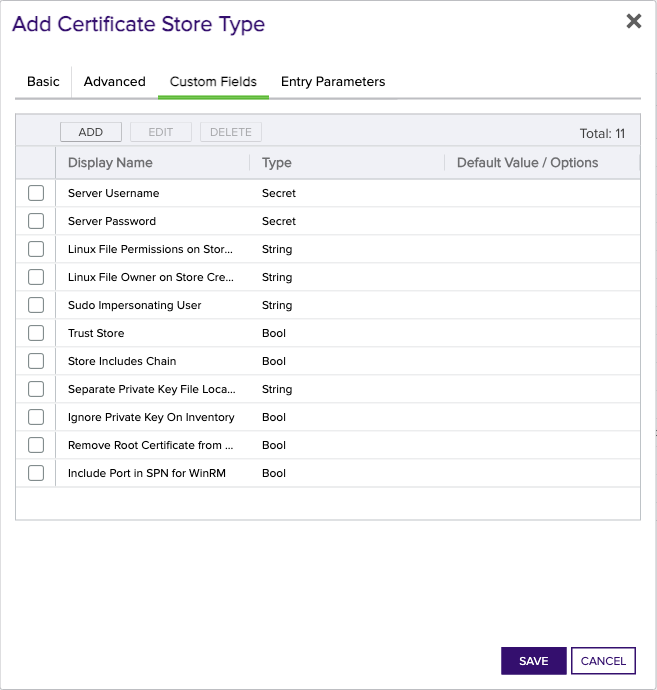 Add Certificate Store Type
Basic Advanced Custom Fields Entry Parameters
ADD EDIT DELETE Total: 11
Display Name Type Default Value / Options
Server Username Secret
Server Password Secret
Linux File Permissions on Stor... String
Linux File Owner on Store Cre... String
Sudo Impersonating User String
Trust Store Bool
Store Includes Chain Bool
Separate Private Key File Loca... String
Ignore Private Key On Inventory Bool
Remove Root Certificate from ... Bool
Include Port in SPN for WinRM Bool
SAVE CANCEL